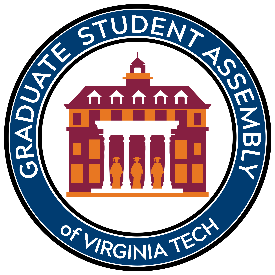 GRADUATE STUDENT ASSEMBLY
of VIRGINIA TECH